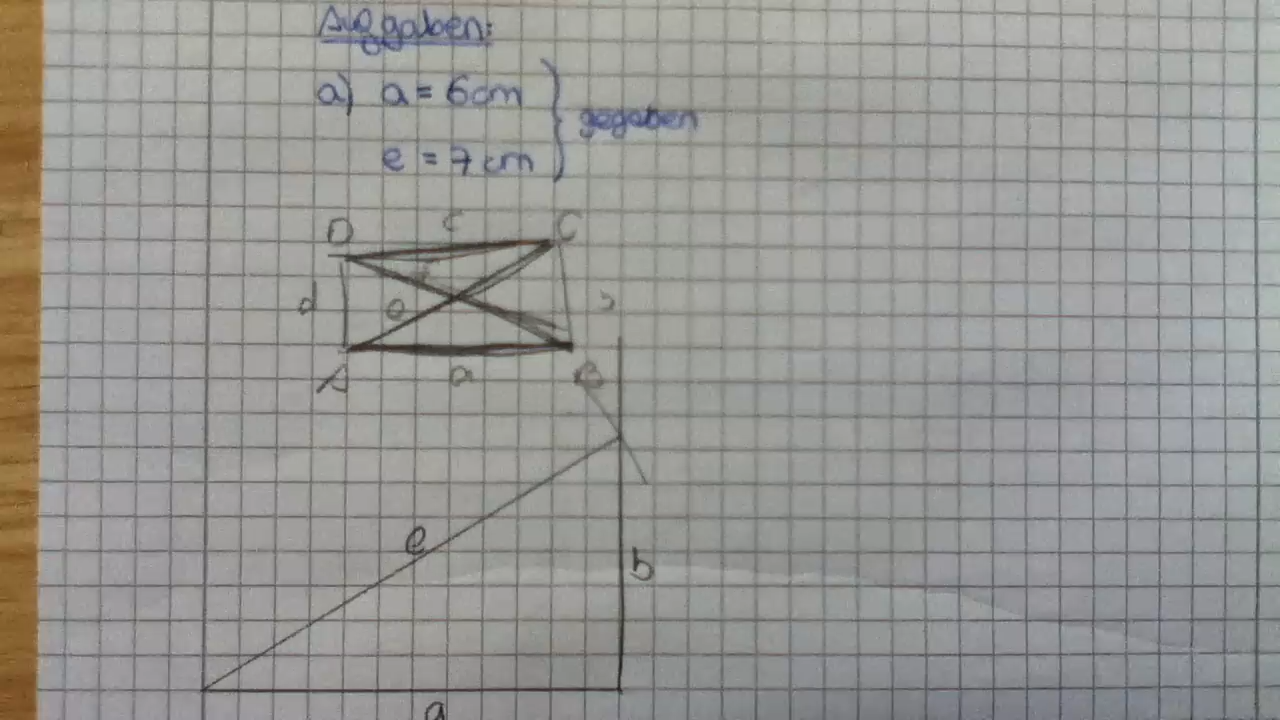 Aufgaben:
a) a = 6cm
e = 7cm
gegeben
D c C
d e
A a B
e
b
a